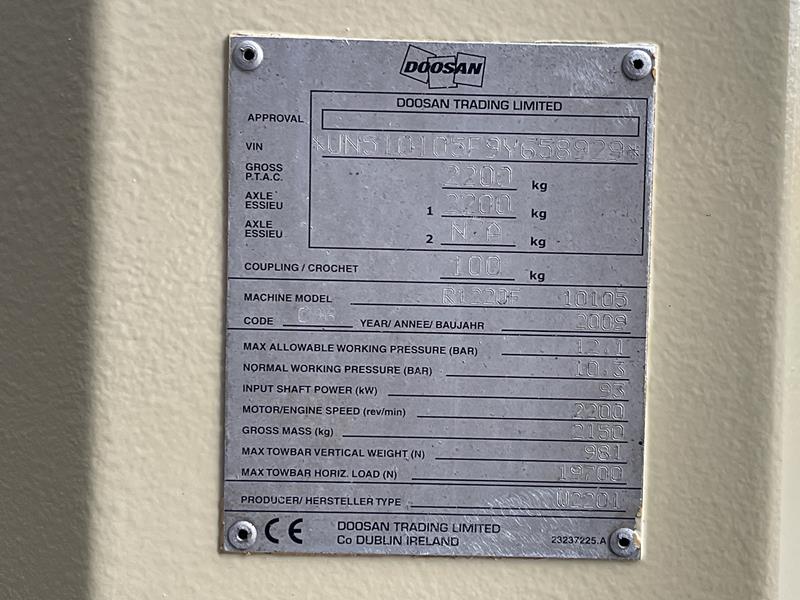 DOOSAN
DOOSAN TRADING LIMITED
APPROVAL
VIN *UN510105F9Y658929*
GROSS P.T.A.C. 2200 kg
AXLE ESSIEU 1 2200 kg
AXLE ESSIEU 2 N A kg
COUPLING / CROCHET 100 kg
MACHINE MODEL 10105
CODE YEAR/ ANNEE/ BAUJAHR 2009
MAX ALLOWABLE WORKING PRESSURE (BAR) 12.1
NORMAL WORKING PRESSURE (BAR) 10.3
INPUT SHAFT POWER (kW) 93
MOTOR/ENGINE SPEED (rev/min) 2200
GROSS MASS (kg) 2150
MAX TOWBAR VERTICAL WEIGHT (N) 981
MAX TOWBAR HORIZ. LOAD (N) 19700
PRODUCER/ HERSTELLER TYPE U2201
CE DOOSAN TRADING LIMITED
Co DUBLIN IRELAND 23237225.A